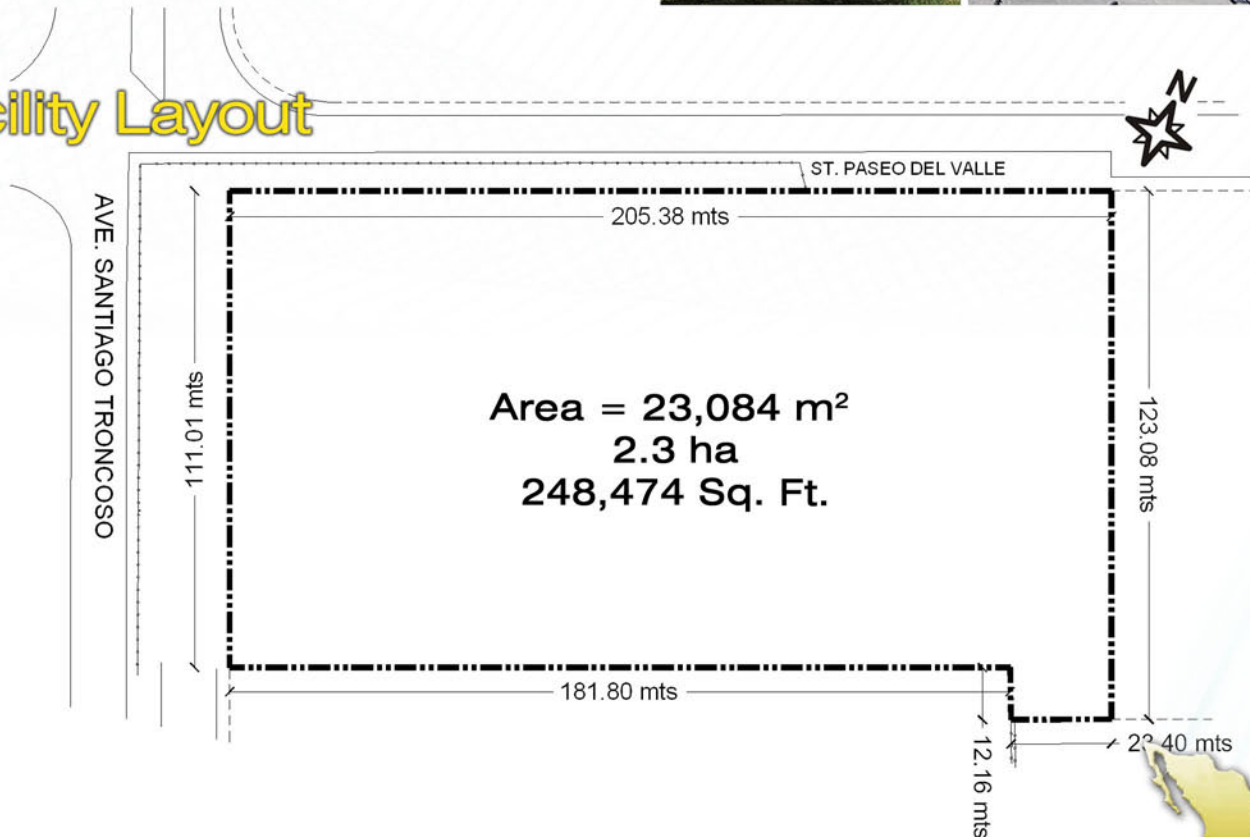 cility Layout
N
ST. PASEO DEL VALLE
205.38 mts
AVE. SANTIAGO TRONCOSO
111.01 mts
Area = 23,084 m²
2.3 ha
248,474 Sq. Ft.
123.08 mts
181.80 mts
12.16 mts
mts